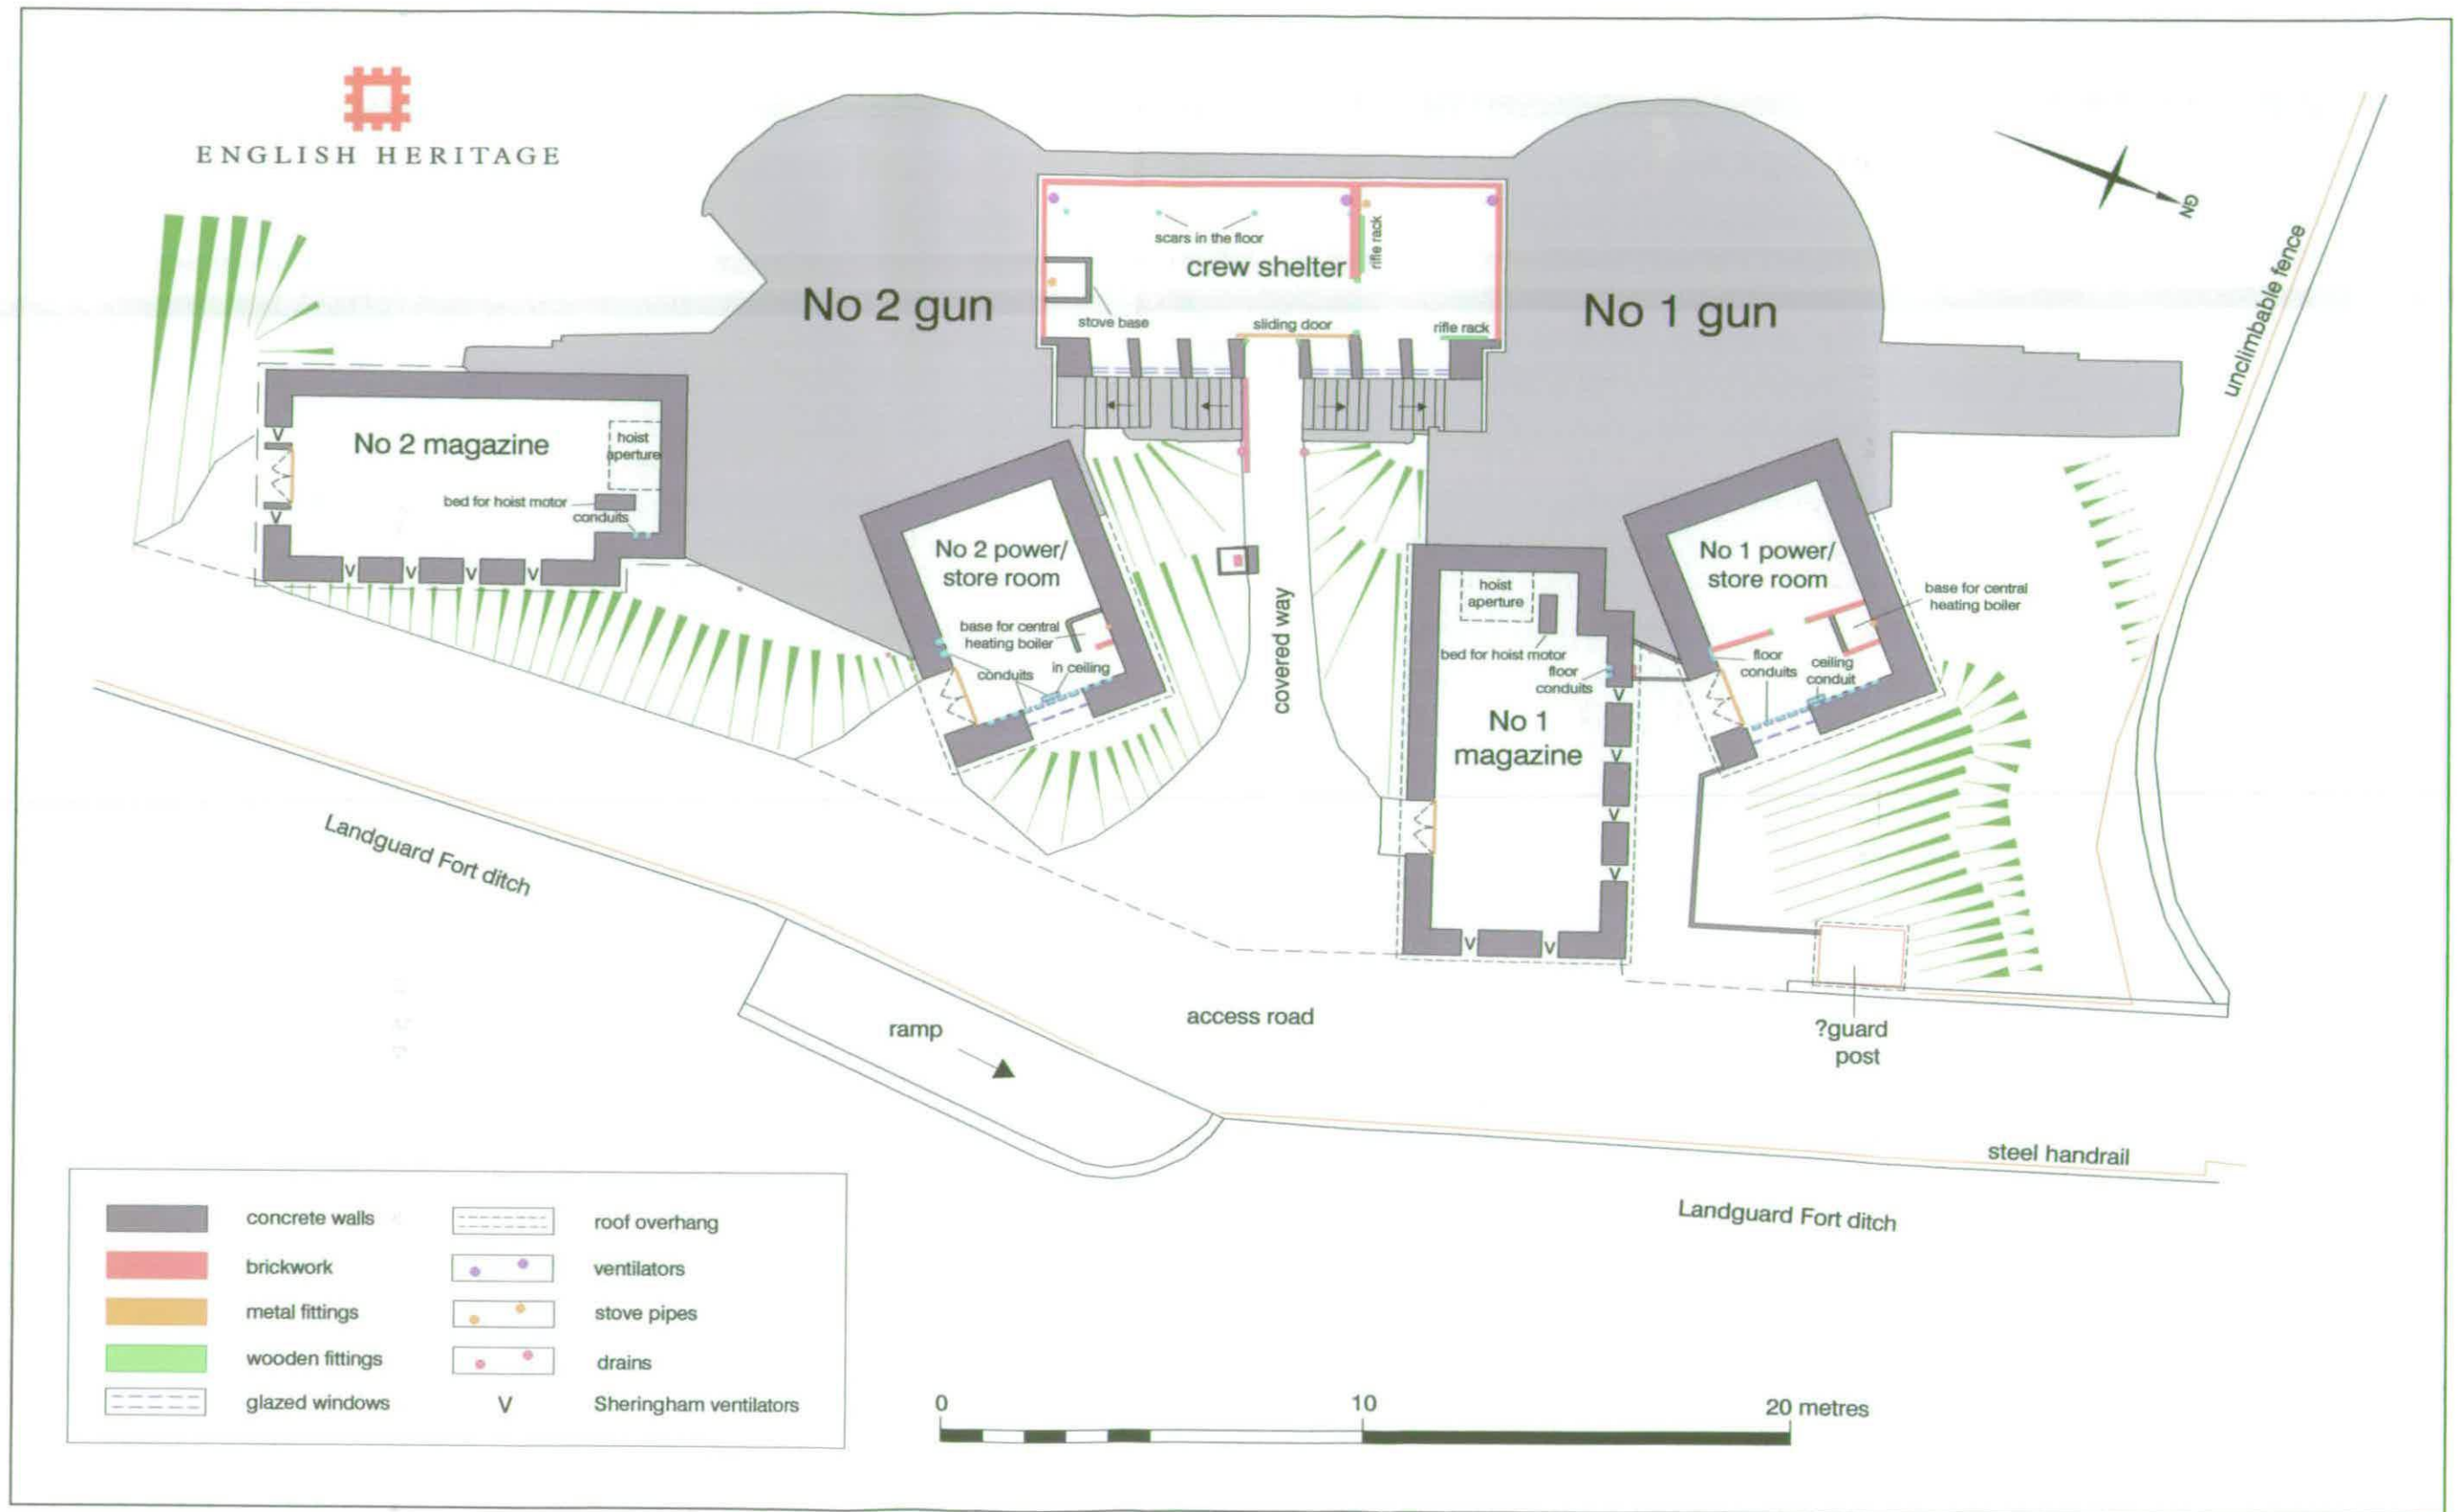 ENGLISH HERITAGE
GN
unclimbable fence
scars in the floor
rifle rack
crew shelter
No 2 gun
No 1 gun
stove base
sliding door
rifle rack
No 2 magazine
hoist
aperture
bed for hoist motor
conduits
V
V
V
V
V
V
No 2 power/
store room
base for central
heating boiler
conduits
in ceiling
covered way
hoist
aperture
bed for hoist motor
floor
conduits
No 1
magazine
V
V
V
V
V
V
No 1 power/
store room
base for central
heating boiler
floor
conduits
ceiling
conduit
Landguard Fort ditch
ramp
access road
?guard
post
steel handrail
Landguard Fort ditch
concrete walls
brickwork
metal fittings
wooden fittings
glazed windows
roof overhang
ventilators
stove pipes
drains
V Sheringham ventilators
0 10 20 metres